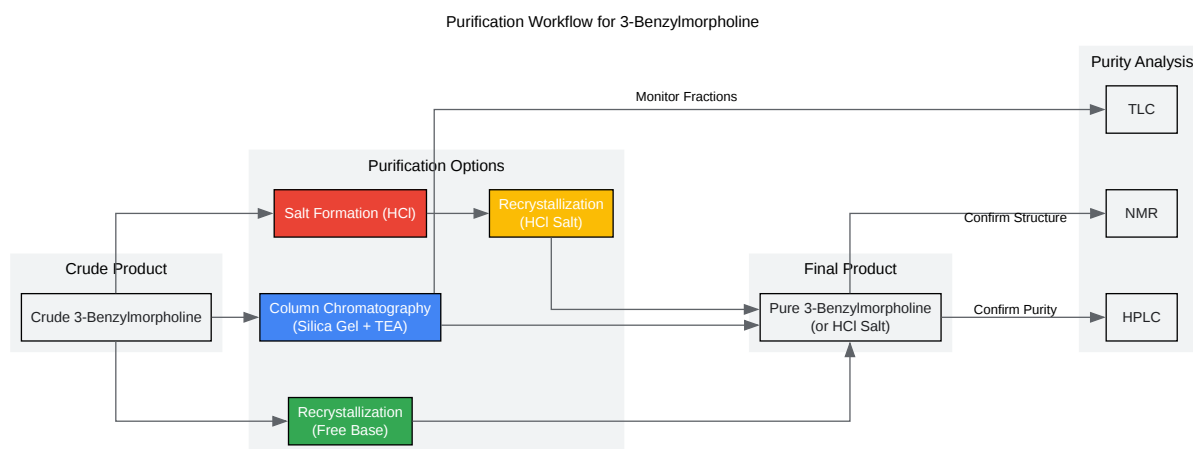 Purification Workflow for 3-Benzylmorpholine
Purity Analysis
TLC
Monitor Fractions
Purification Options
Salt Formation (HCl)
Recrystallization
(HCl Salt)
NMR
Confirm Structure
Crude Product
Crude 3-Benzylmorpholine
Column Chromatography
(Silica Gel + TEA)
Final Product
Pure 3-Benzylmorpholine
(or HCl Salt)
Confirm Purity
HPLC
Recrystallization
(Free Base)